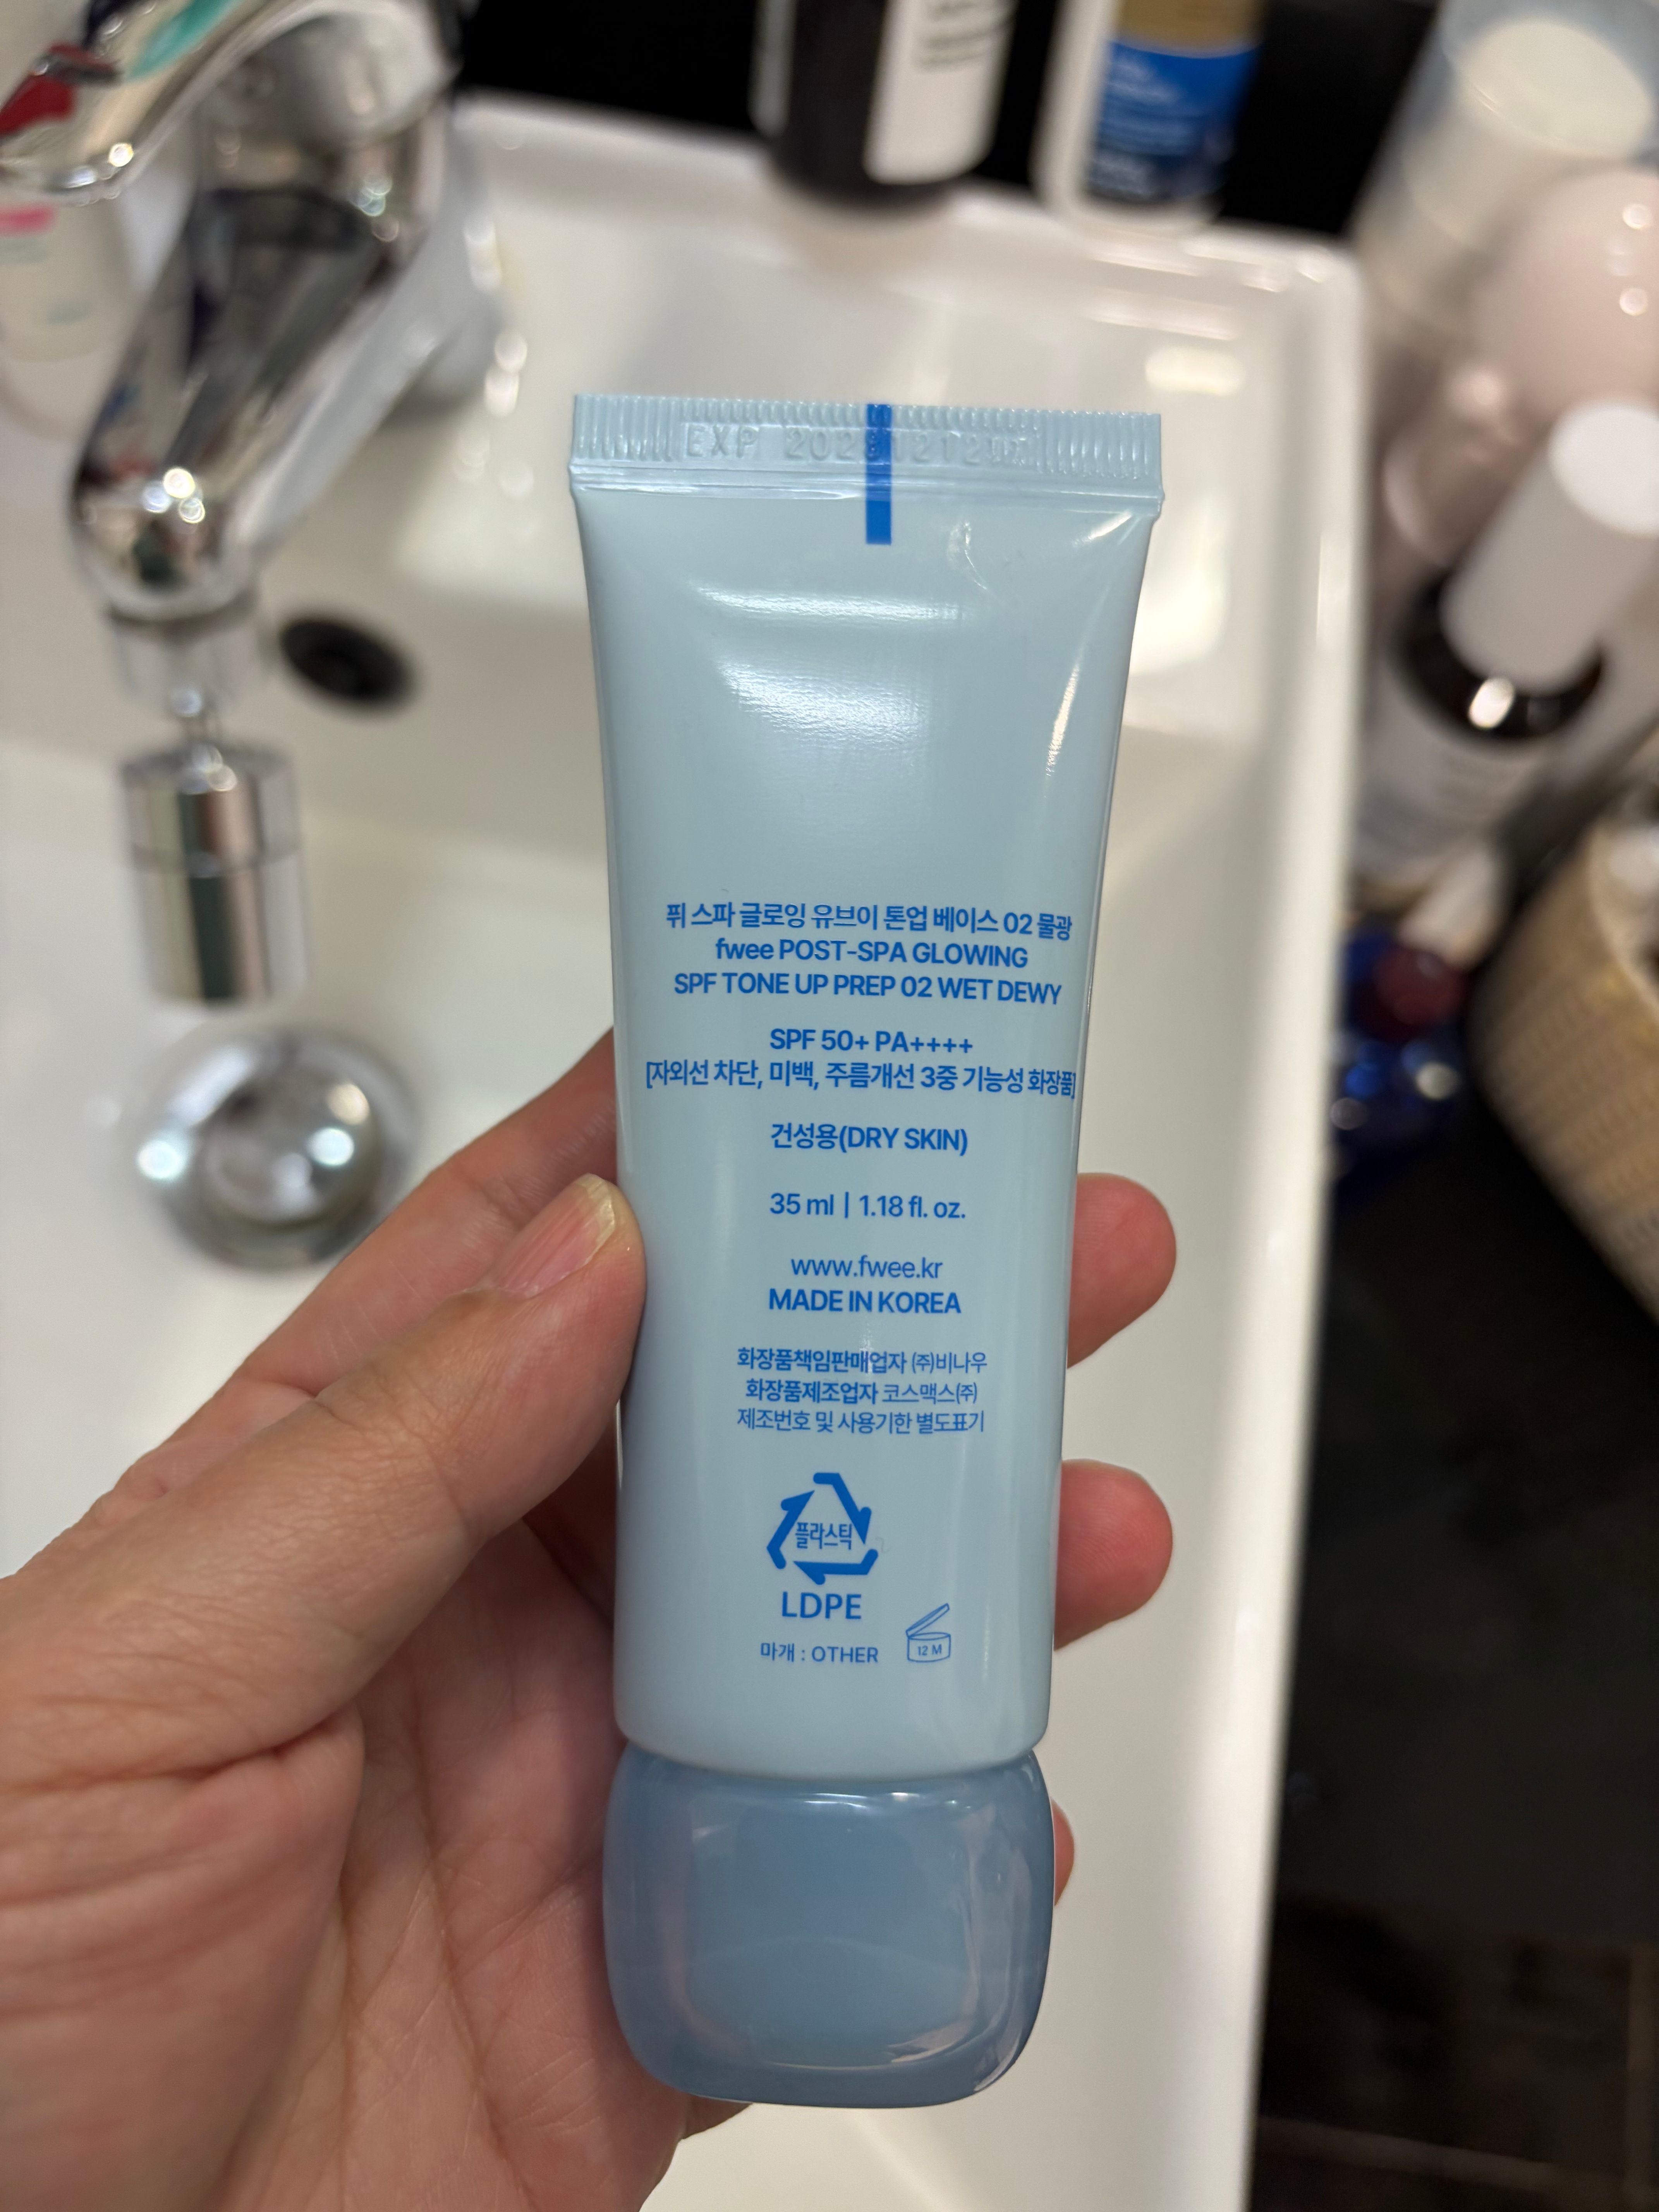 EXP
퓌 스파 글로잉 유브이 톤업 베이스 02 물광
fwee POST-SPA GLOWING
SPF TONE UP PREP 02 WET DEWY
SPF 50+ PA++++
[자외선 차단, 미백, 주름개선 3중 기능성 화장품]
건성용(DRY SKIN)
35 ml | 1.18 fl. oz.
www.fwee.kr
MADE IN KOREA
화장품책임판매업자 ㈜비나우
화장품제조업자 코스맥스㈜
제조번호 및 사용기한 별도표기
플라스틱
LDPE
마개 : OTHER
12 M